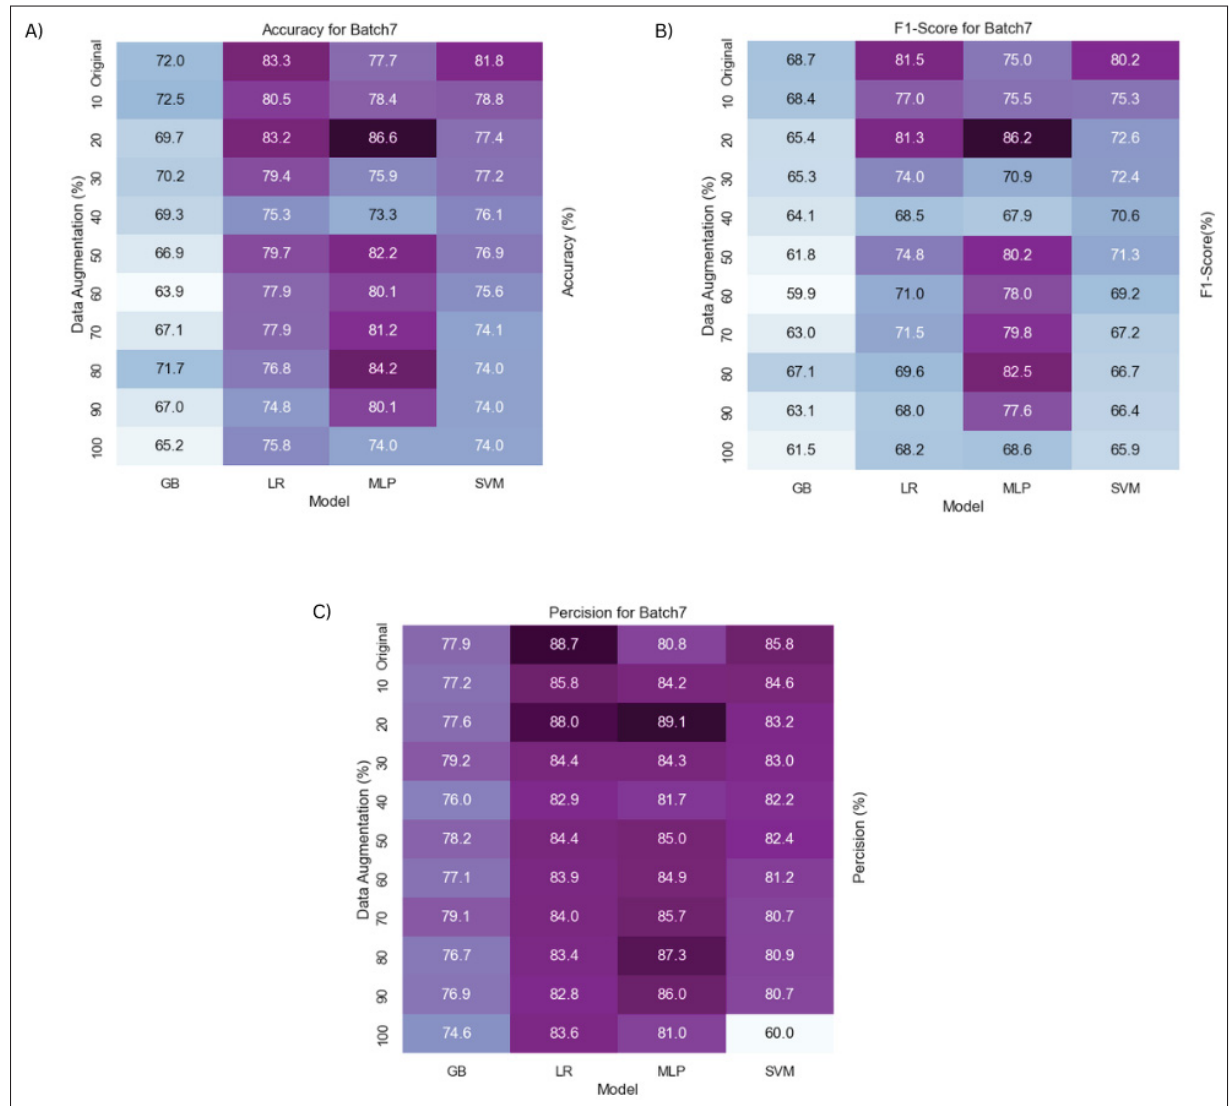 A)
Accuracy for Batch7
Data Augmentation (%)
Original 72.0 83.3 77.7 81.8
10 72.5 80.5 78.4 78.8
20 69.7 83.2 86.6 77.4
30 70.2 79.4 75.9 77.2
40 69.3 75.3 73.3 76.1
50 66.9 79.7 82.2 76.9
60 63.9 77.9 80.1 75.6
70 67.1 77.9 81.2 74.1
80 71.7 76.8 84.2 74.0
90 67.0 74.8 80.1 74.0
100 65.2 75.8 74.0 74.0
GB LR MLP SVM
Model
Accuracy (%)
B)
F1-Score for Batch7
Data Augmentation (%)
Original 68.7 81.5 75.0 80.2
10 68.4 77.0 75.5 75.3
20 65.4 81.3 86.2 72.6
30 65.3 74.0 70.9 72.4
40 64.1 68.5 67.9 70.6
50 61.8 74.8 80.2 71.3
60 59.9 71.0 78.0 69.2
70 63.0 71.5 79.8 67.2
80 67.1 69.6 82.5 66.7
90 63.1 68.0 77.6 66.4
100 61.5 68.2 68.6 65.9
GB LR MLP SVM
Model
F1-Score(%)
C)
Percision for Batch7
Data Augmentation (%)
Original 77.9 88.7 80.8 85.8
10 77.2 85.8 84.2 84.6
20 77.6 88.0 89.1 83.2
30 79.2 84.4 84.3 83.0
40 76.0 82.9 81.7 82.2
50 78.2 84.4 85.0 82.4
60 77.1 83.9 84.9 81.2
70 79.1 84.0 85.7 80.7
80 76.7 83.4 87.3 80.9
90 76.9 82.8 86.0 80.7
100 74.6 83.6 81.0 60.0
GB LR MLP SVM
Model
Percision (%)